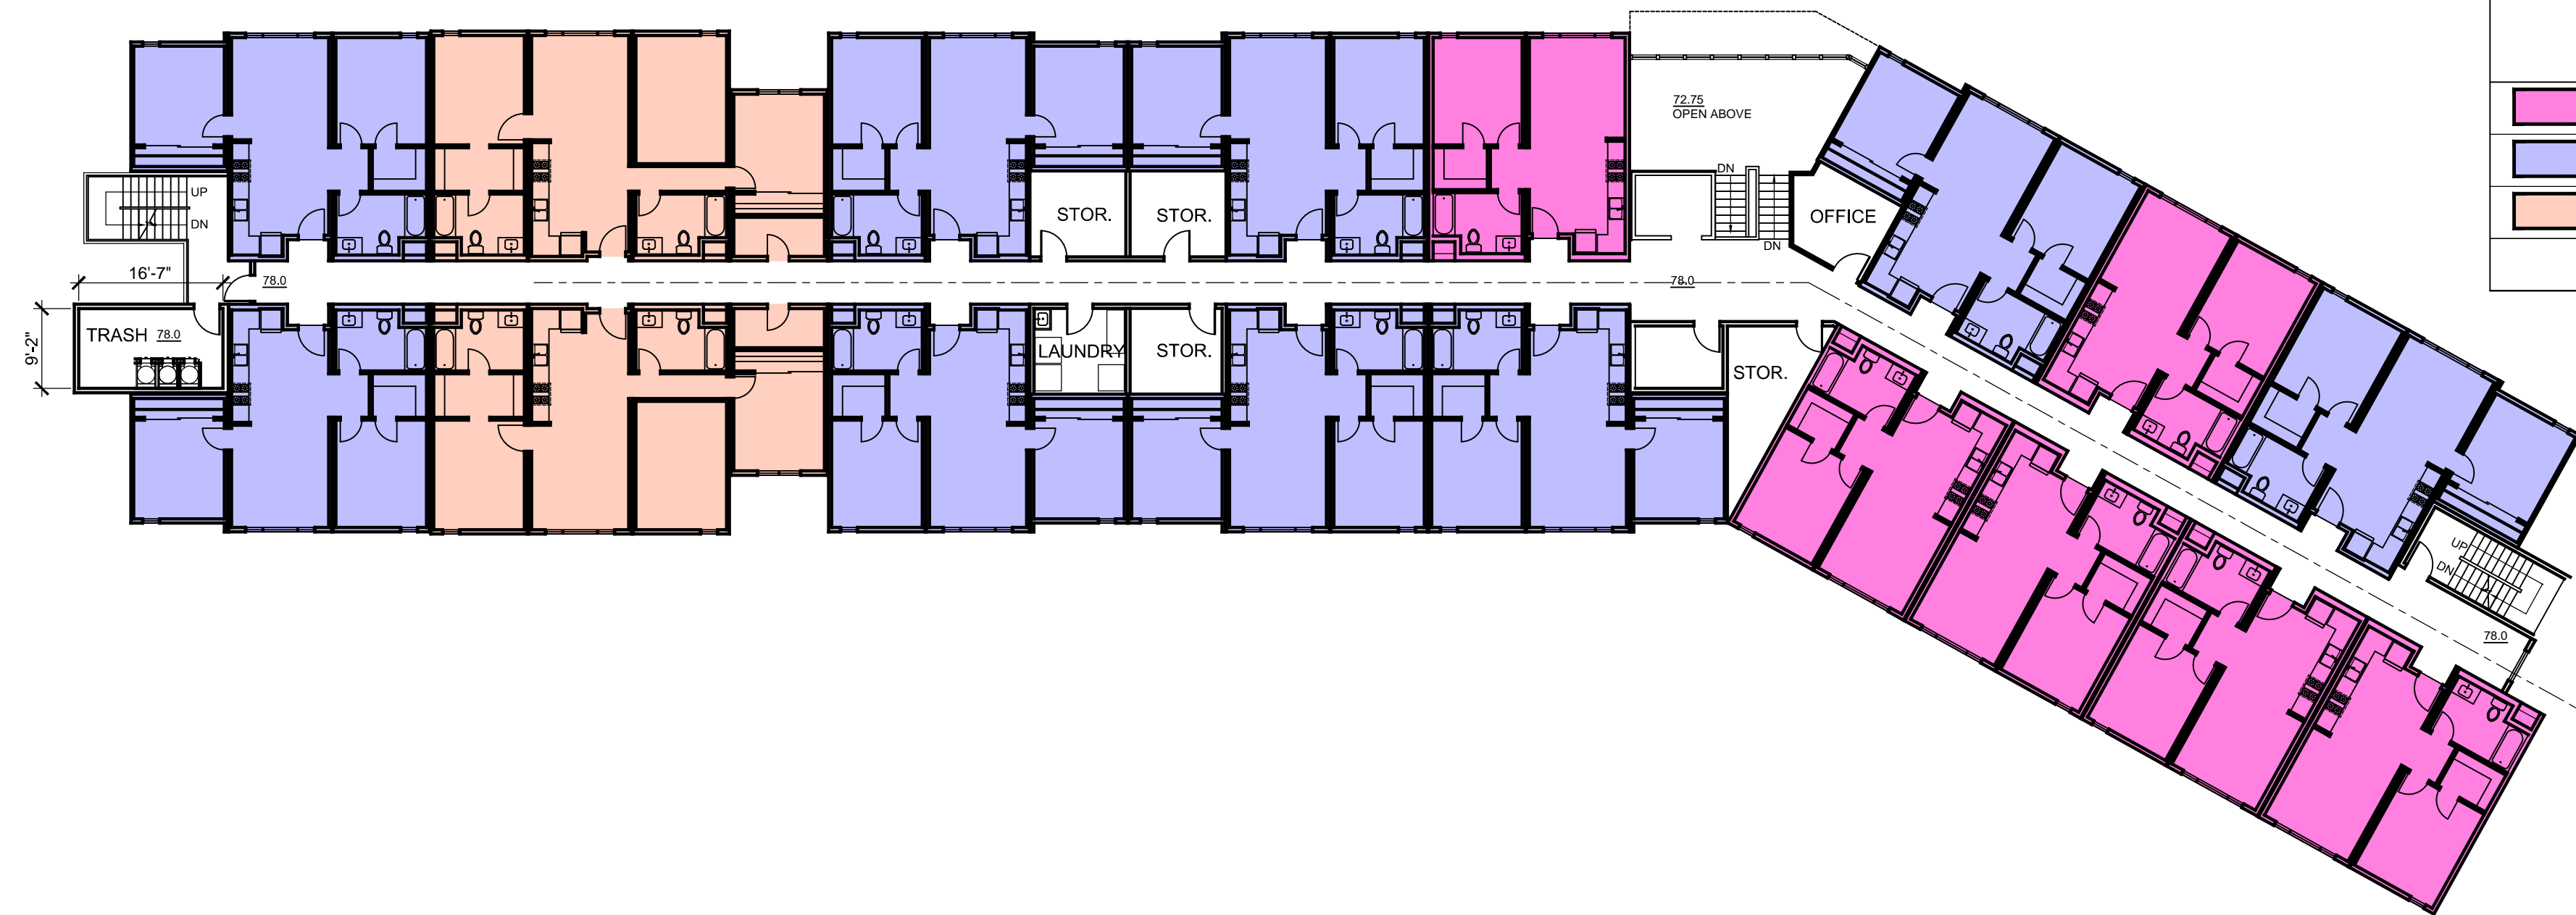 72.75
OPEN ABOVE
DN
UP
DN
STOR.
STOR.
OFFICE
DN
16'-7"
78.0
78.0
TRASH 78.0
9'-2"
LAUNDRY
STOR.
STOR.
UP
DN
78.0